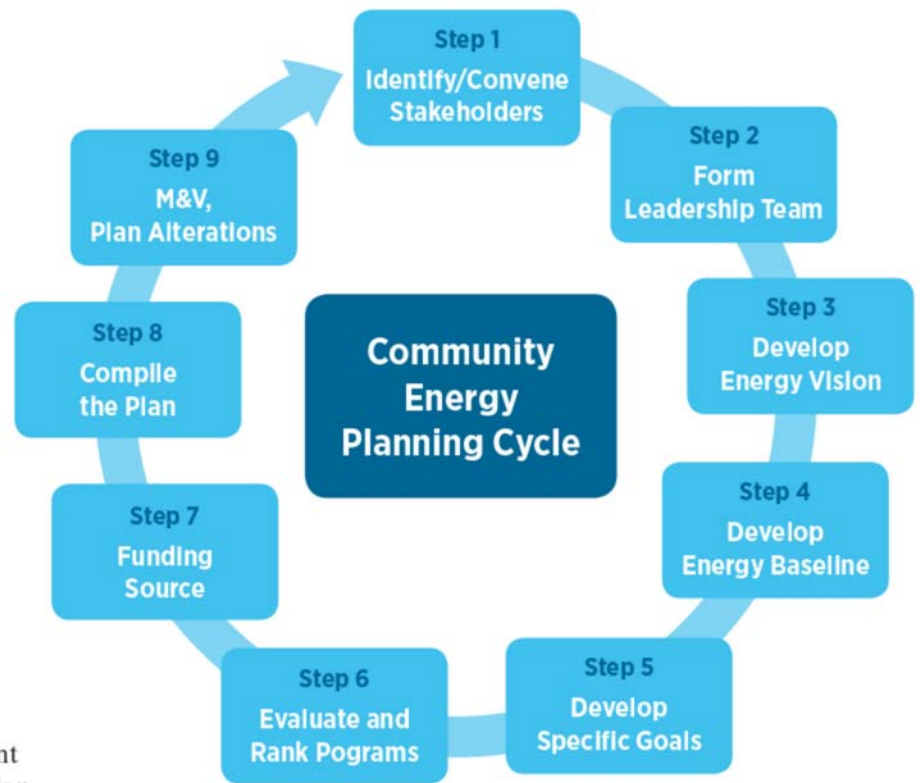 Step 1
Identify/Convene
Stakeholders
Step 2
Form
Leadership Team
Step 3
Develop
Energy Vision
Step 4
Develop
Energy Baseline
Step 5
Develop
Specific Goals
Step 6
Evaluate and
Rank Pograms
Step 7
Funding
Source
Step 8
Compile
the Plan
Step 9
M&V,
Plan Alterations
Community
Energy
Planning Cycle
nt